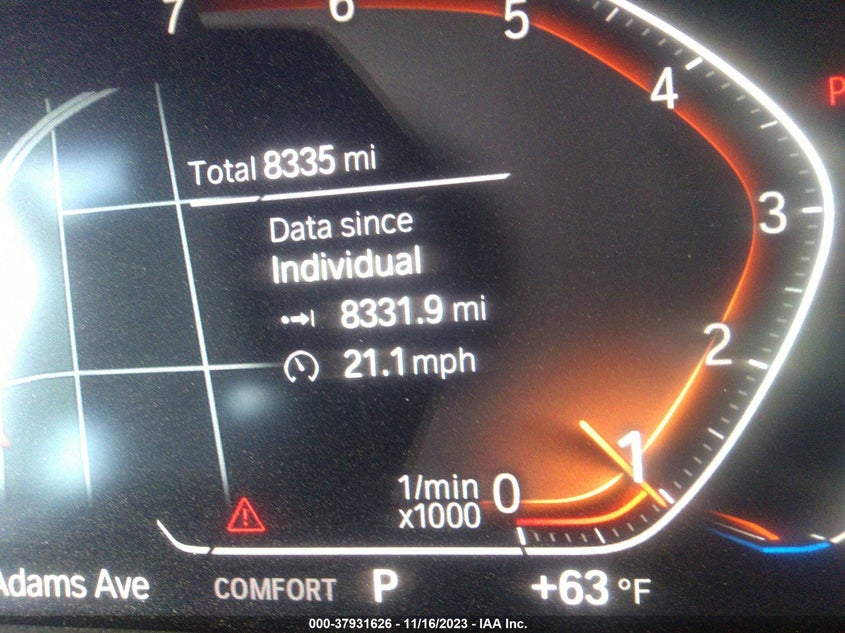 7 6 5
4
P
Total 8335 mi
3
Data since
Individual
8331.9 mi
2
21.1 mph
1
1/min 0
x1000
Adams Ave COMFORT P +63 °F
000-37931626 - 11/16/2023 - IAA Inc.